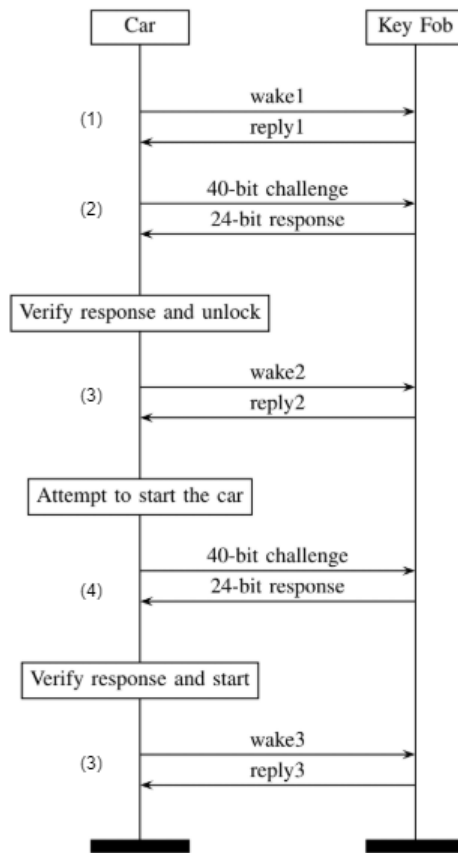 Car
Key Fob
wake1
(1)
reply1
40-bit challenge
(2)
24-bit response
Verify response and unlock
wake2
(3)
reply2
Attempt to start the car
40-bit challenge
(4)
24-bit response
Verify response and start
wake3
(3)
reply3